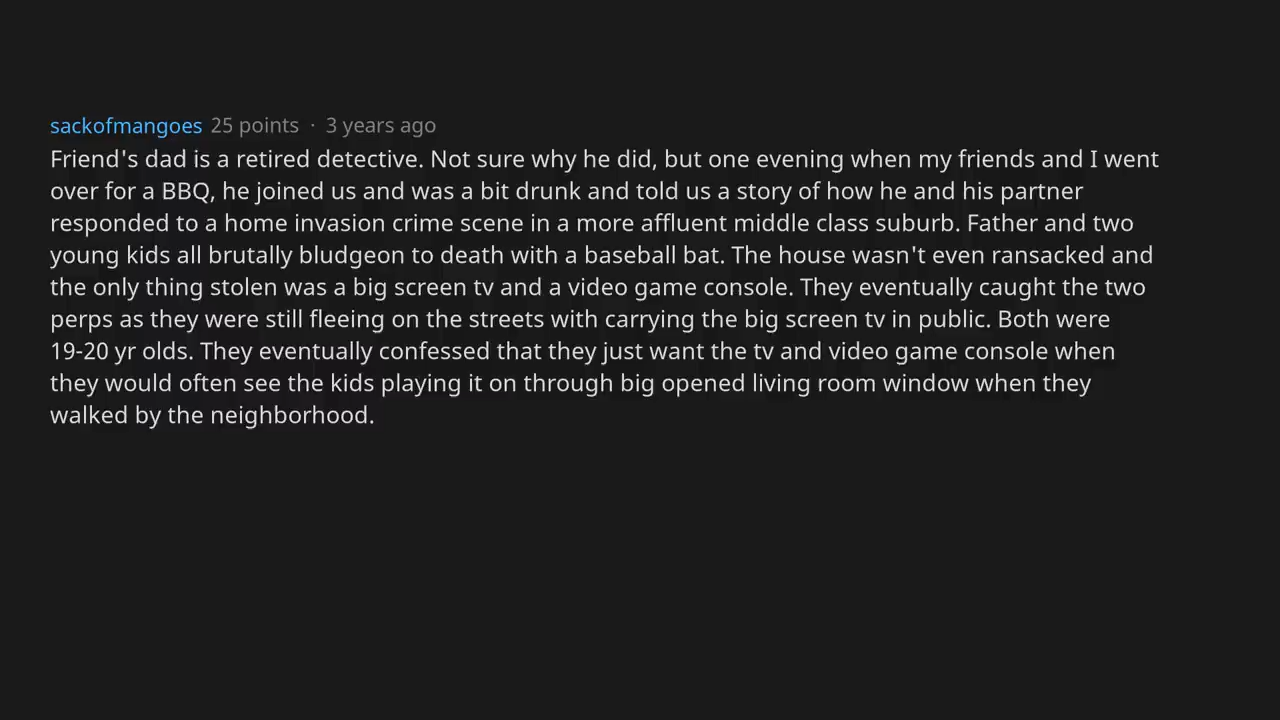 sackofmangoes 25 points · 3 years ago
Friend's dad is a retired detective. Not sure why he did, but one evening when my friends and I went
over for a BBQ, he joined us and was a bit drunk and told us a story of how he and his partner
responded to a home invasion crime scene in a more affluent middle class suburb. Father and two
young kids all brutally bludgeon to death with a baseball bat. The house wasn't even ransacked and
the only thing stolen was a big screen tv and a video game console. They eventually caught the two
perps as they were still fleeing on the streets with carrying the big screen tv in public. Both were
19-20 yr olds. They eventually confessed that they just want the tv and video game console when
they would often see the kids playing it on through big opened living room window when they
walked by the neighborhood.